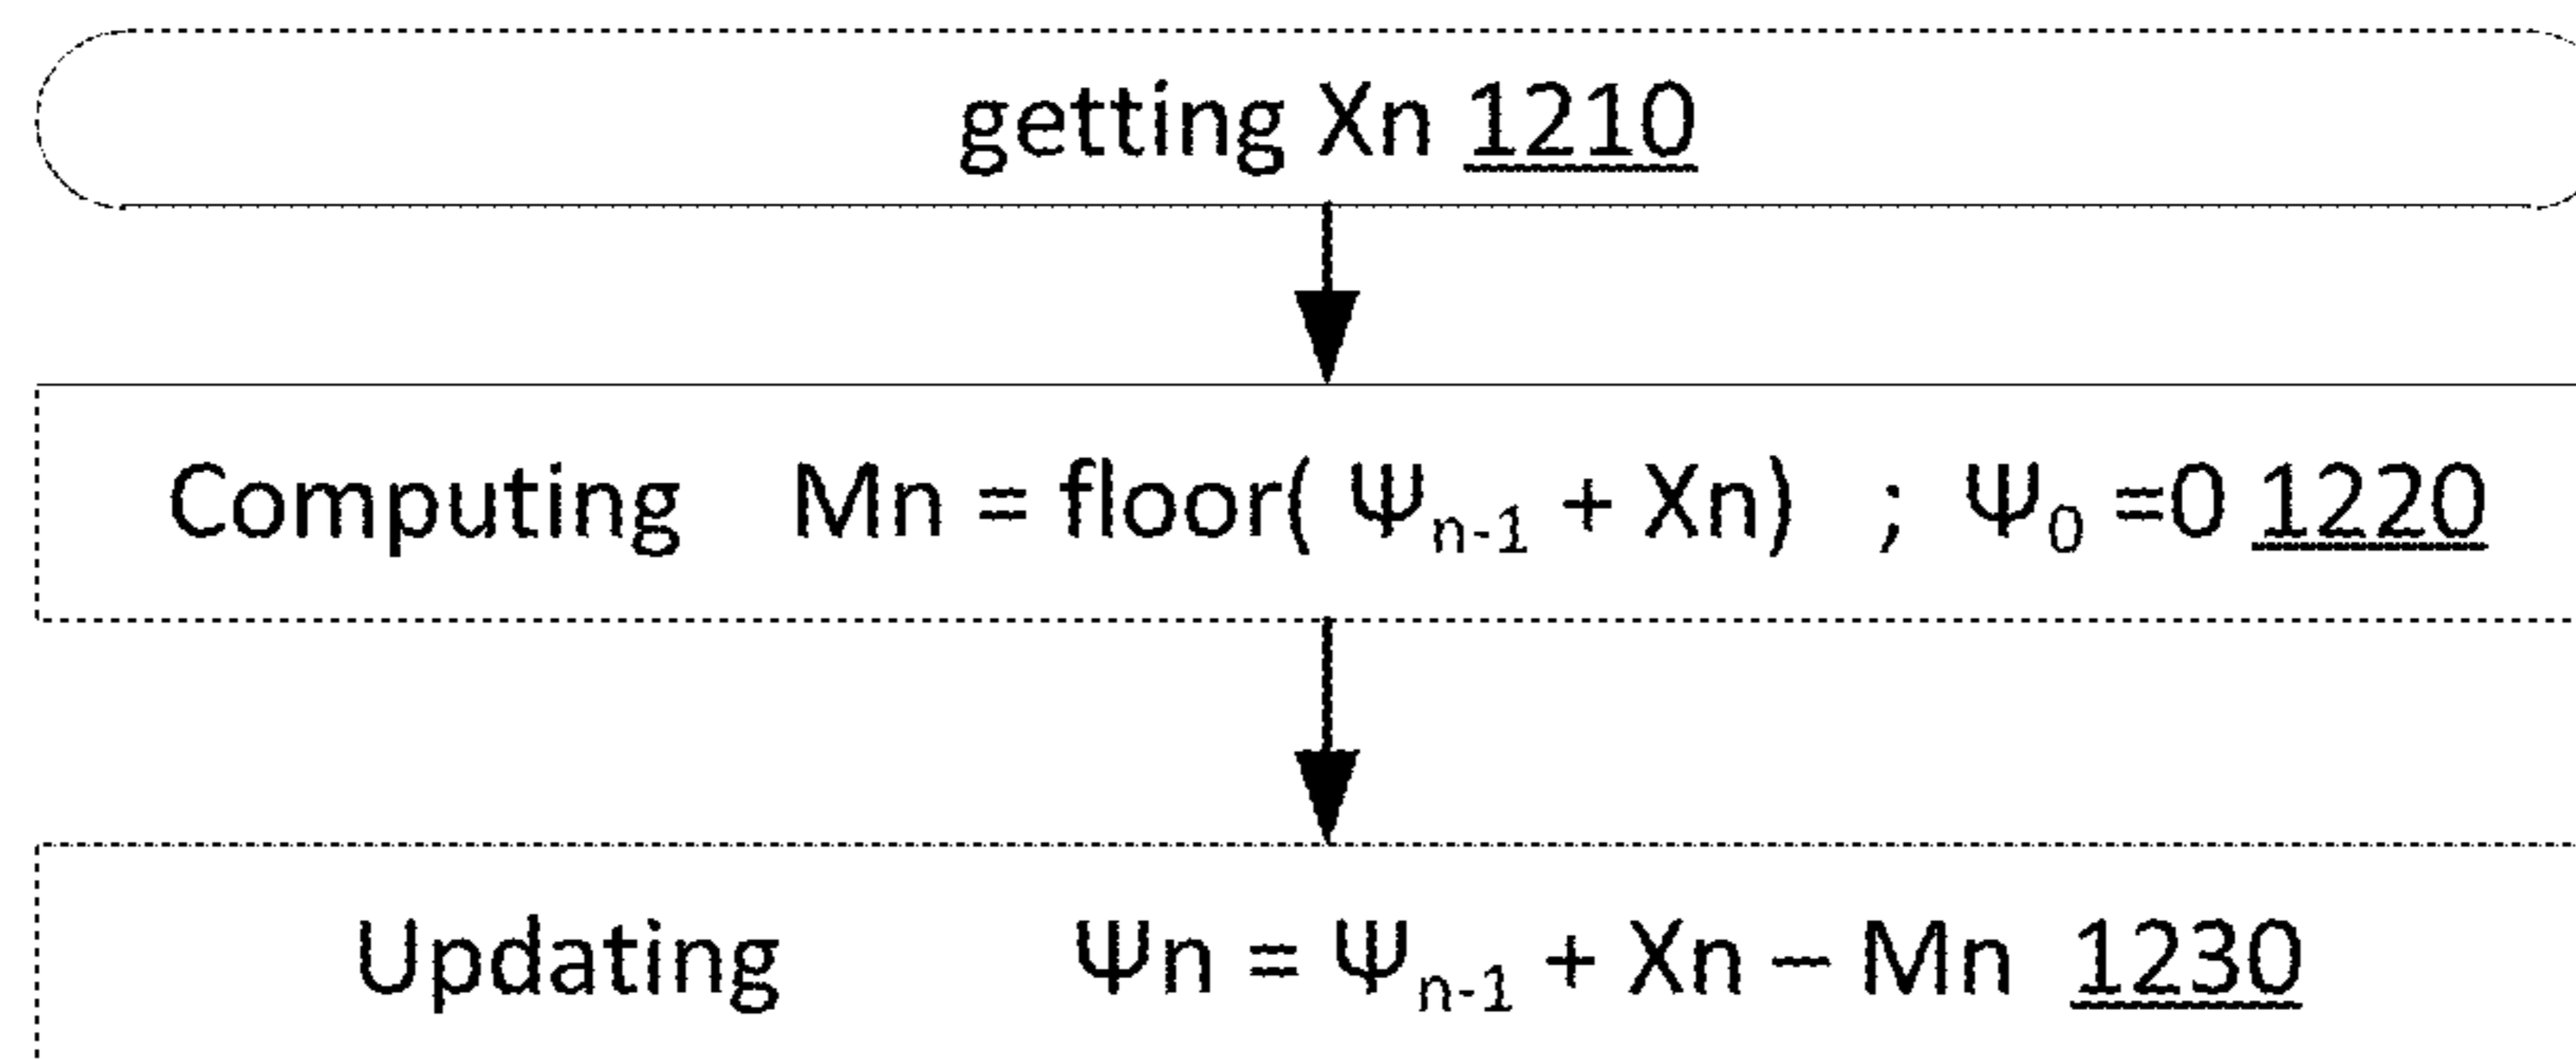 getting Xn 1210
Computing Mn = floor( Ψn-1 + Xn) ; Ψ0 =0 1220
Updating Ψn = Ψn-1 + Xn – Mn 1230